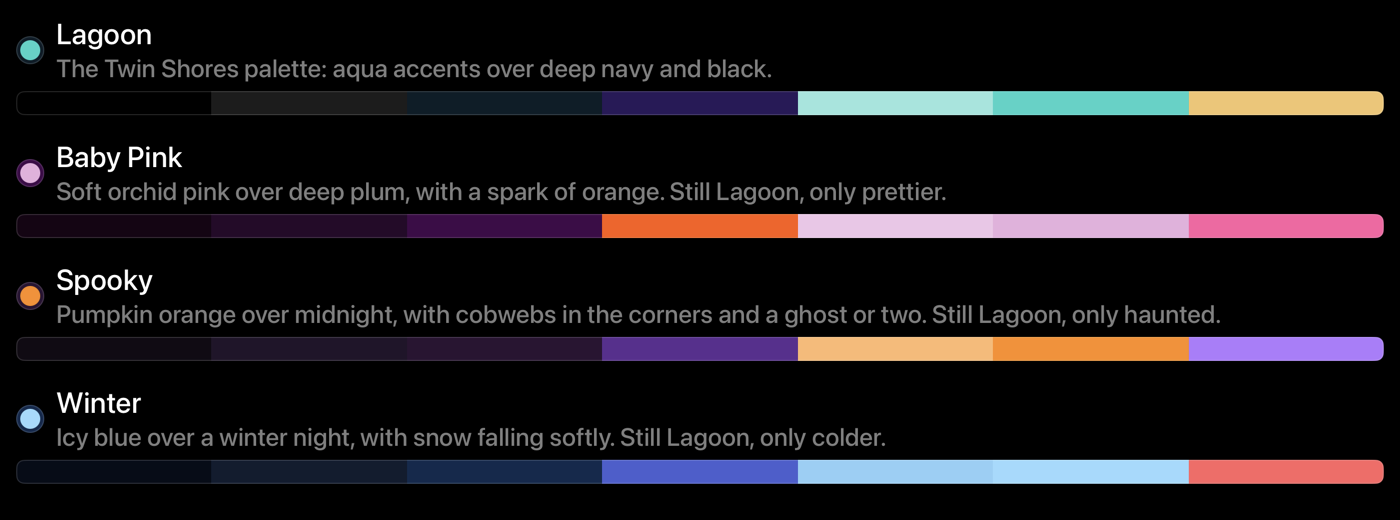 Lagoon
The Twin Shores palette: aqua accents over deep navy and black.
Baby Pink
Soft orchid pink over deep plum, with a spark of orange. Still Lagoon, only prettier.
Spooky
Pumpkin orange over midnight, with cobwebs in the corners and a ghost or two. Still Lagoon, only haunted.
Winter
Icy blue over a winter night, with snow falling softly. Still Lagoon, only colder.